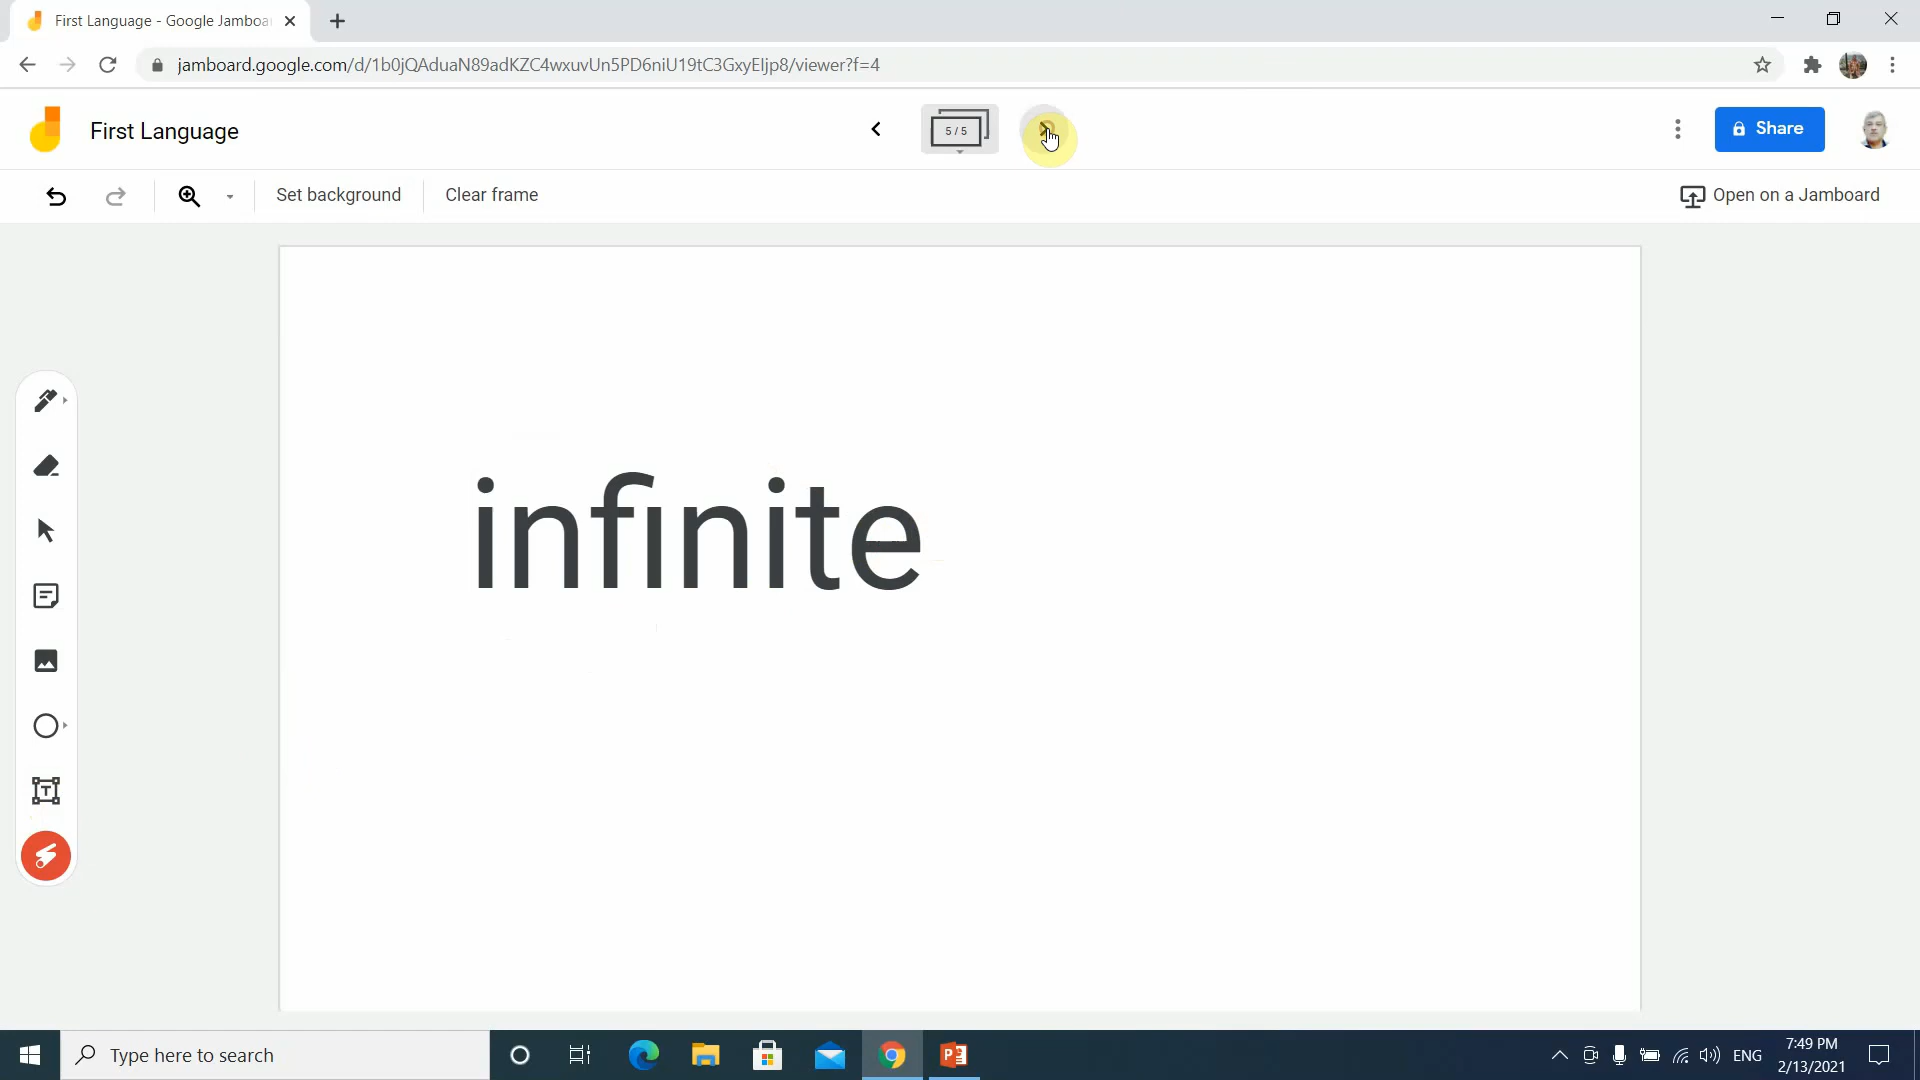 First Language - Google Jamboa
jamboard.google.com/d/1b0jQAduaN89adKZC4wxuvUn5PD6niU19tC3GxyEIjp8/viewer?f=4
First Language
5 / 5
Share
Set background
Clear frame
Open on a Jamboard
infinite
Type here to search
ENG
7:49 PM
2/13/2021